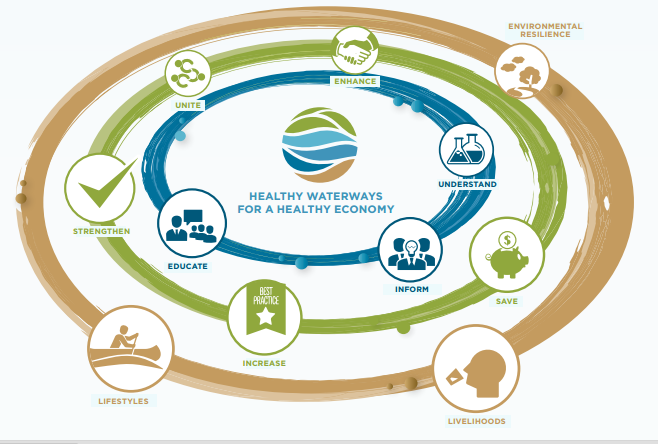 ENVIRONMENTAL
RESILIENCE
ENHANCE
UNITE
UNDERSTAND
HEALTHY WATERWAYS
FOR A HEALTHY ECONOMY
STRENGTHEN
EDUCATE
INFORM
$
SAVE
BEST
PRACTICE
INCREASE
LIFESTYLES
LIVELIHOODS